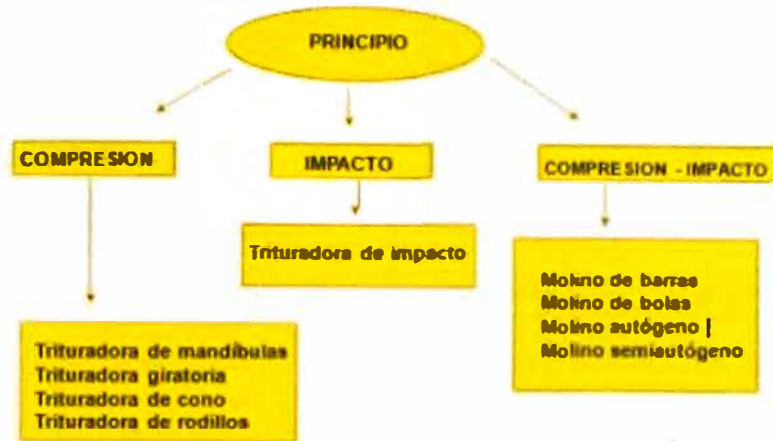 PRINCIPIO
COMPRESION
IMPACTO
COMPRESION - IMPACTO
Trituradora de impacto
Molino de barras
Molino de bolas
Molino autógeno |
Molino semiautógeno
Trituradora de mandíbulas
Trituradora giratoria
Trituradora de cono
Trituradora de rodillos